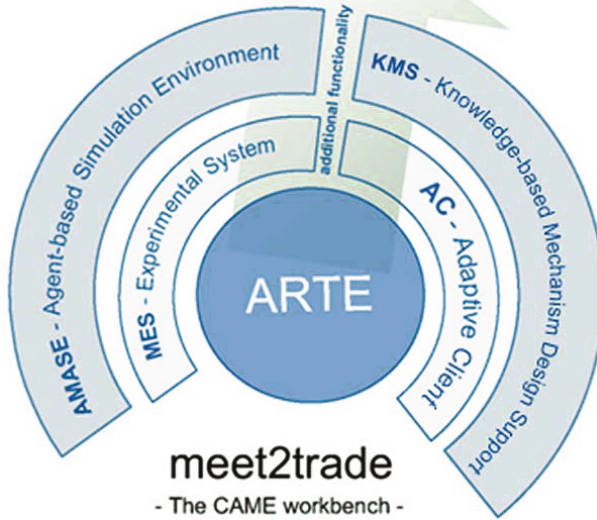 AMASE - Agent-based Simulation Environment
MES - Experimental System
additional functionality
KMS - Knowledge-based Mechanism Design Support
AC - Adaptive Client
ARTE
meet2trade
- The CAME workbench -